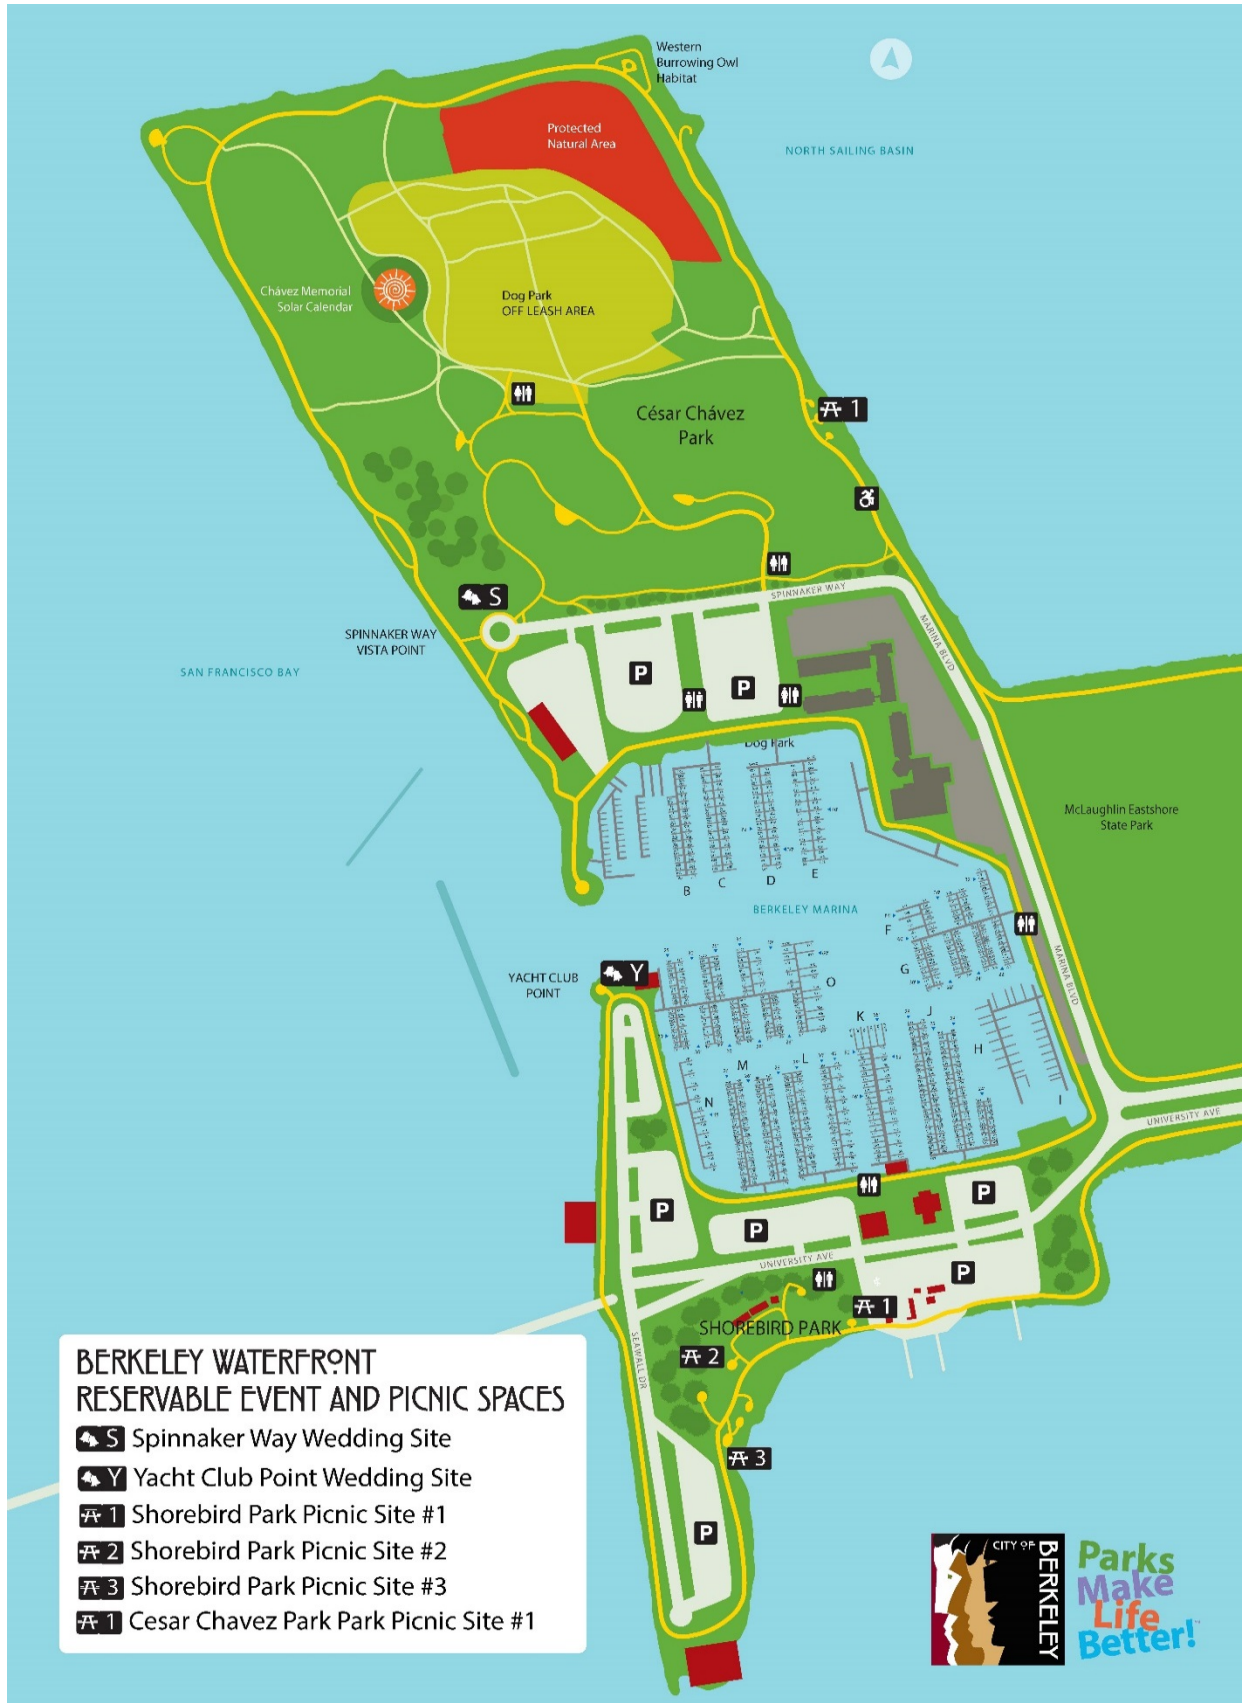 Western
Burrowing Owl
Habitat
Protected
Natural Area
NORTH SAILING BASIN
Chávez Memorial
Solar Calendar
Dog Park
OFF LEASH AREA
1
César Chávez
Park
S
SPINNAKER WAY
MARINA BLVD
SPINNAKER WAY
VISTA POINT
SAN FRANCISCO BAY
P
P
Dog Park
McLaughlin Eastshore
State Park
B
C
D
E
BERKELEY MARINA
F
G
YACHT CLUB
POINT
Y
O
MARINA BLVD
K
J
H
M
L
N
I
UNIVERSITY AVE
P
P
P
UNIVERSITY AVE
P
1
SHOREBIRD PARK
2
SEAWALL DR
3
P
BERKELEY WATERFRONT
RESERVABLE EVENT AND PICNIC SPACES
S Spinnaker Way Wedding Site
Y Yacht Club Point Wedding Site
1 Shorebird Park Picnic Site #1
2 Shorebird Park Picnic Site #2
3 Shorebird Park Picnic Site #3
1 Cesar Chavez Park Park Picnic Site #1
CITY OF
BERKELEY
Parks
Make
Life
Better!